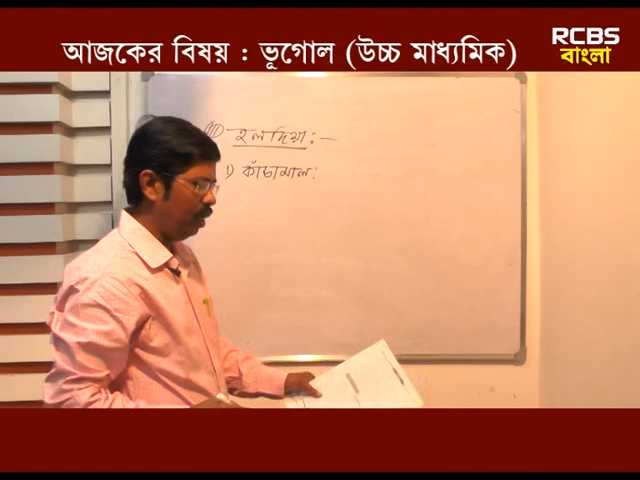 আজকের বিষয় : ভূগোল (উচ্চ মাধ্যমিক)
RCBS
বাংলা
III) হলদিয়া :-
1) কাঁচামাল :